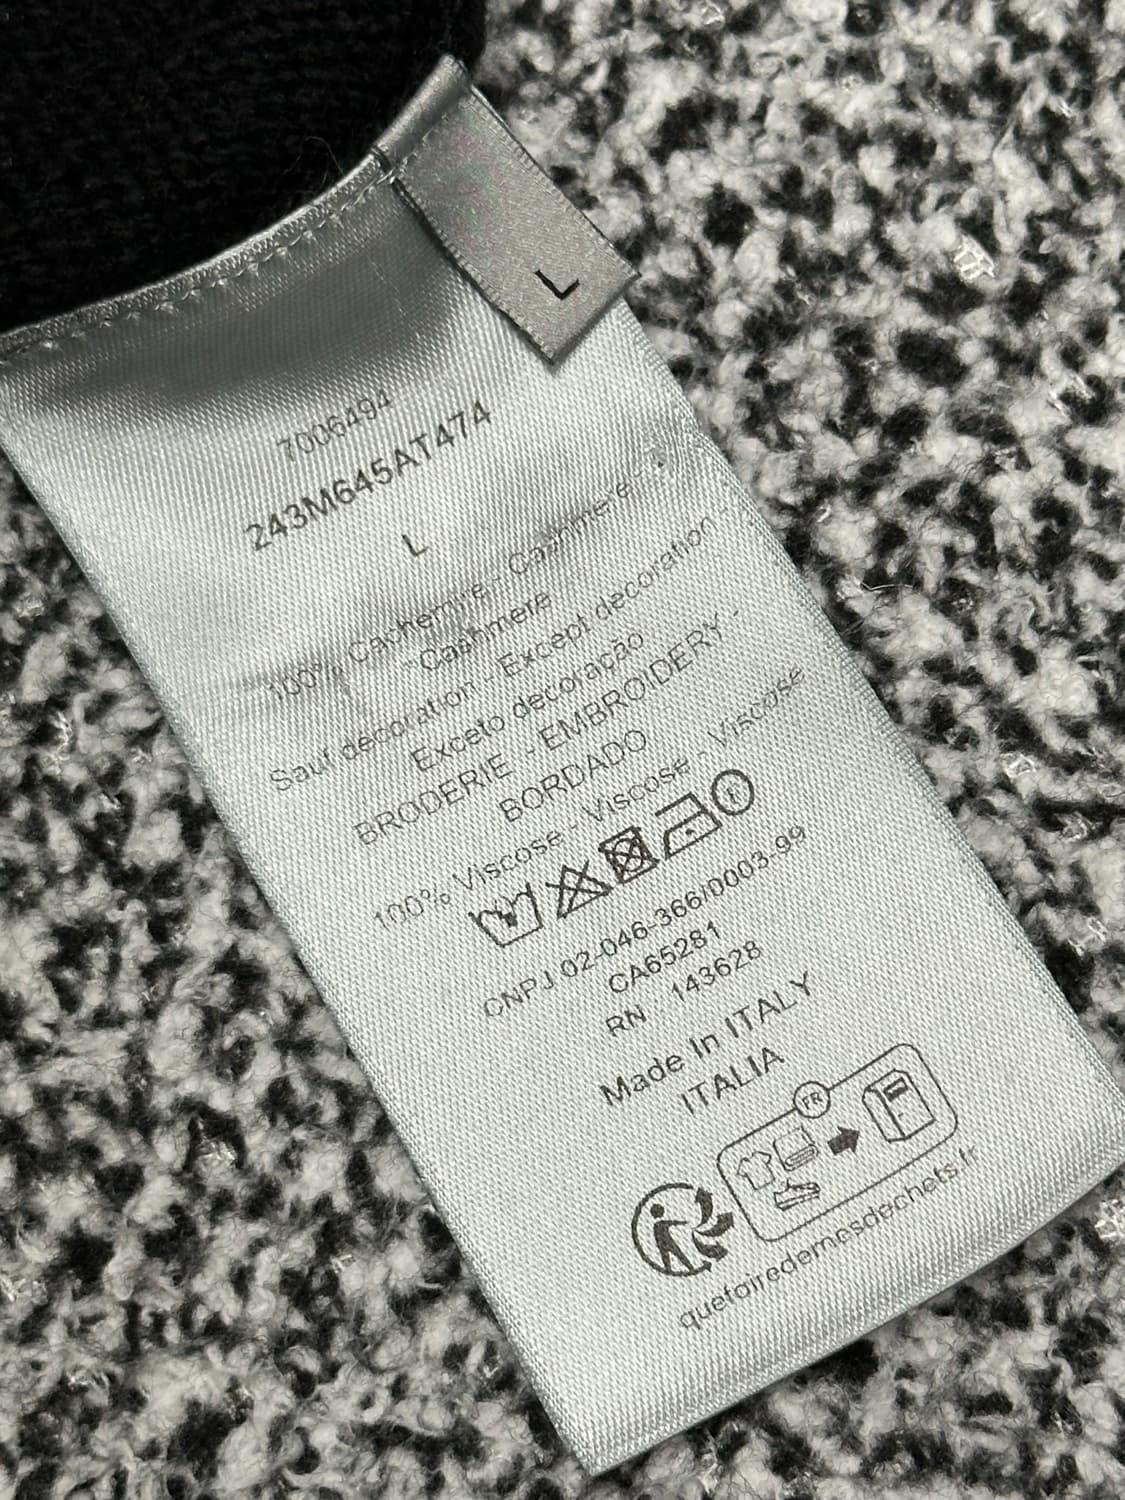 L
7006494
243M645AT474
L
100% Cachemire - Cashmere -
Cashmere
Sauf decoration - Except decoration -
Exceto decoração
BRODERIE - EMBROIDERY -
BORDADO
100% Viscose - Viscose - Viscose
CNPJ 02-046-366/0003-99
CA65281
RN : 143628
Made In ITALY
ITALIA
FR
quefairedemesdechets.fr